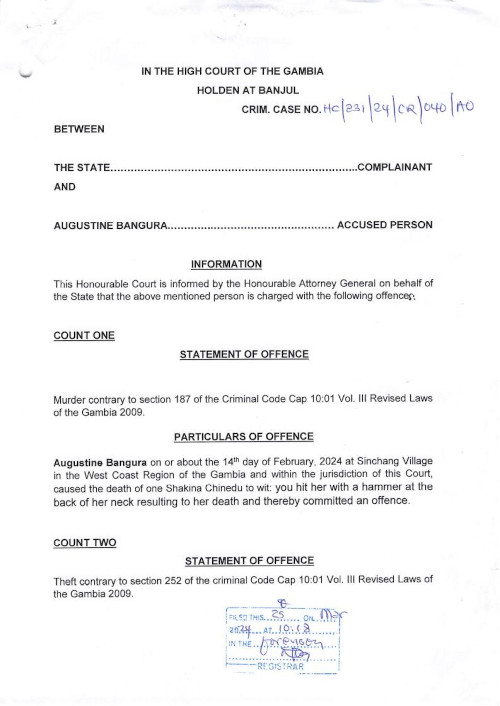 IN THE HIGH COURT OF THE GAMBIA
HOLDEN AT BANJUL
CRIM. CASE NO. HC/231/24/CR/040/AO
BETWEEN
THE STATE……………………………………………………………COMPLAINANT
AND
AUGUSTINE BANGURA………………………………………… ACCUSED PERSON
INFORMATION
This Honourable Court is informed by the Honourable Attorney General on behalf of
the State that the above mentioned person is charged with the following offence
COUNT ONE
STATEMENT OF OFFENCE
Murder contrary to section 187 of the Criminal Code Cap 10:01 Vol. III Revised Laws
of the Gambia 2009.
PARTICULARS OF OFFENCE
Augustine Bangura on or about the 14th day of February, 2024 at Sinchang Village
in the West Coast Region of the Gambia and within the jurisdiction of this Court,
caused the death of one Shakina Chinedu to wit: you hit her with a hammer at the
back of her neck resulting to her death and thereby committed an offence.
COUNT TWO
STATEMENT OF OFFENCE
Theft contrary to section 252 of the criminal Code Cap 10:01 Vol. III Revised Laws of
the Gambia 2009.
FILED THIS 25 ON Mar
2024 AT 10:18
IN THE
REGISTRAR